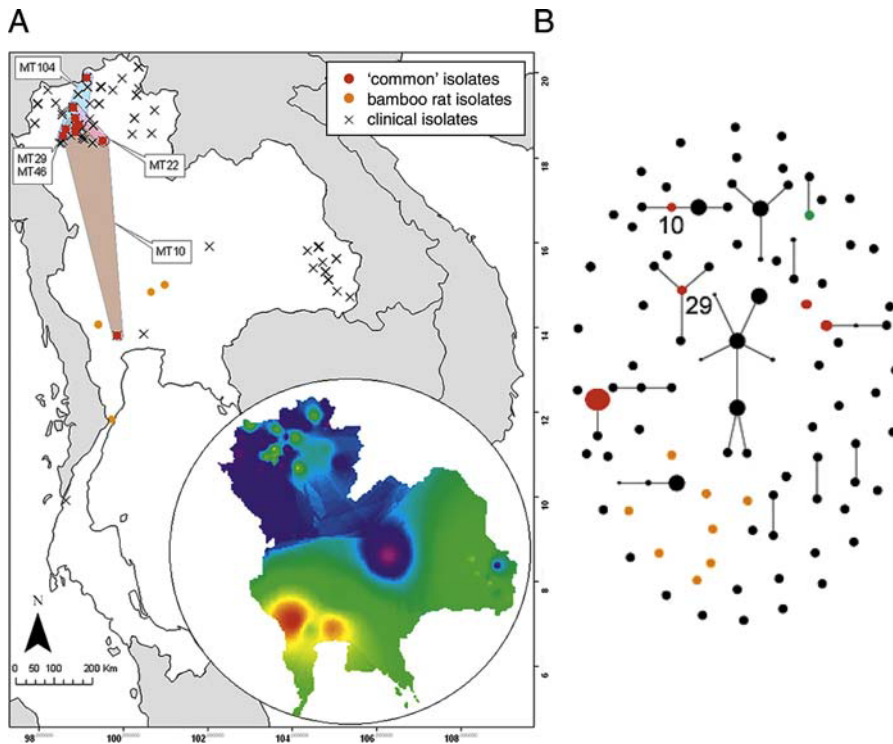 A
B
'common' isolates
bamboo rat isolates
clinical isolates
MT104
MT29
MT46
MT22
MT10
N
0 50 100 200 Km
98
100
102
104
106
108
20
18
16
14
12
10
8
6
10
29